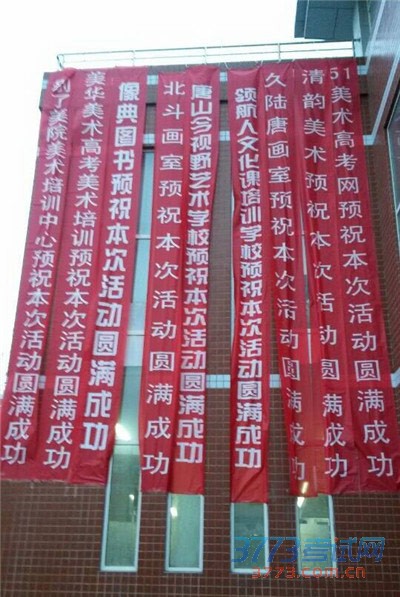 51美术高考网预祝本次活动圆满成功
清韵美术预祝本次活动圆满成功
久陆唐画室预祝本次活动圆满成功
领航人文化课培训学校预祝本次活动圆满成功
唐山今视野艺术学校预祝本次活动圆满成功
北斗画室预祝本次活动圆满成功
像典图书预祝本次活动圆满成功
美华美术高考美术培训预祝本次活动圆满成功
别了美院美术培训中心预祝本次活动圆满成功
3773考试网
3773.com.cn